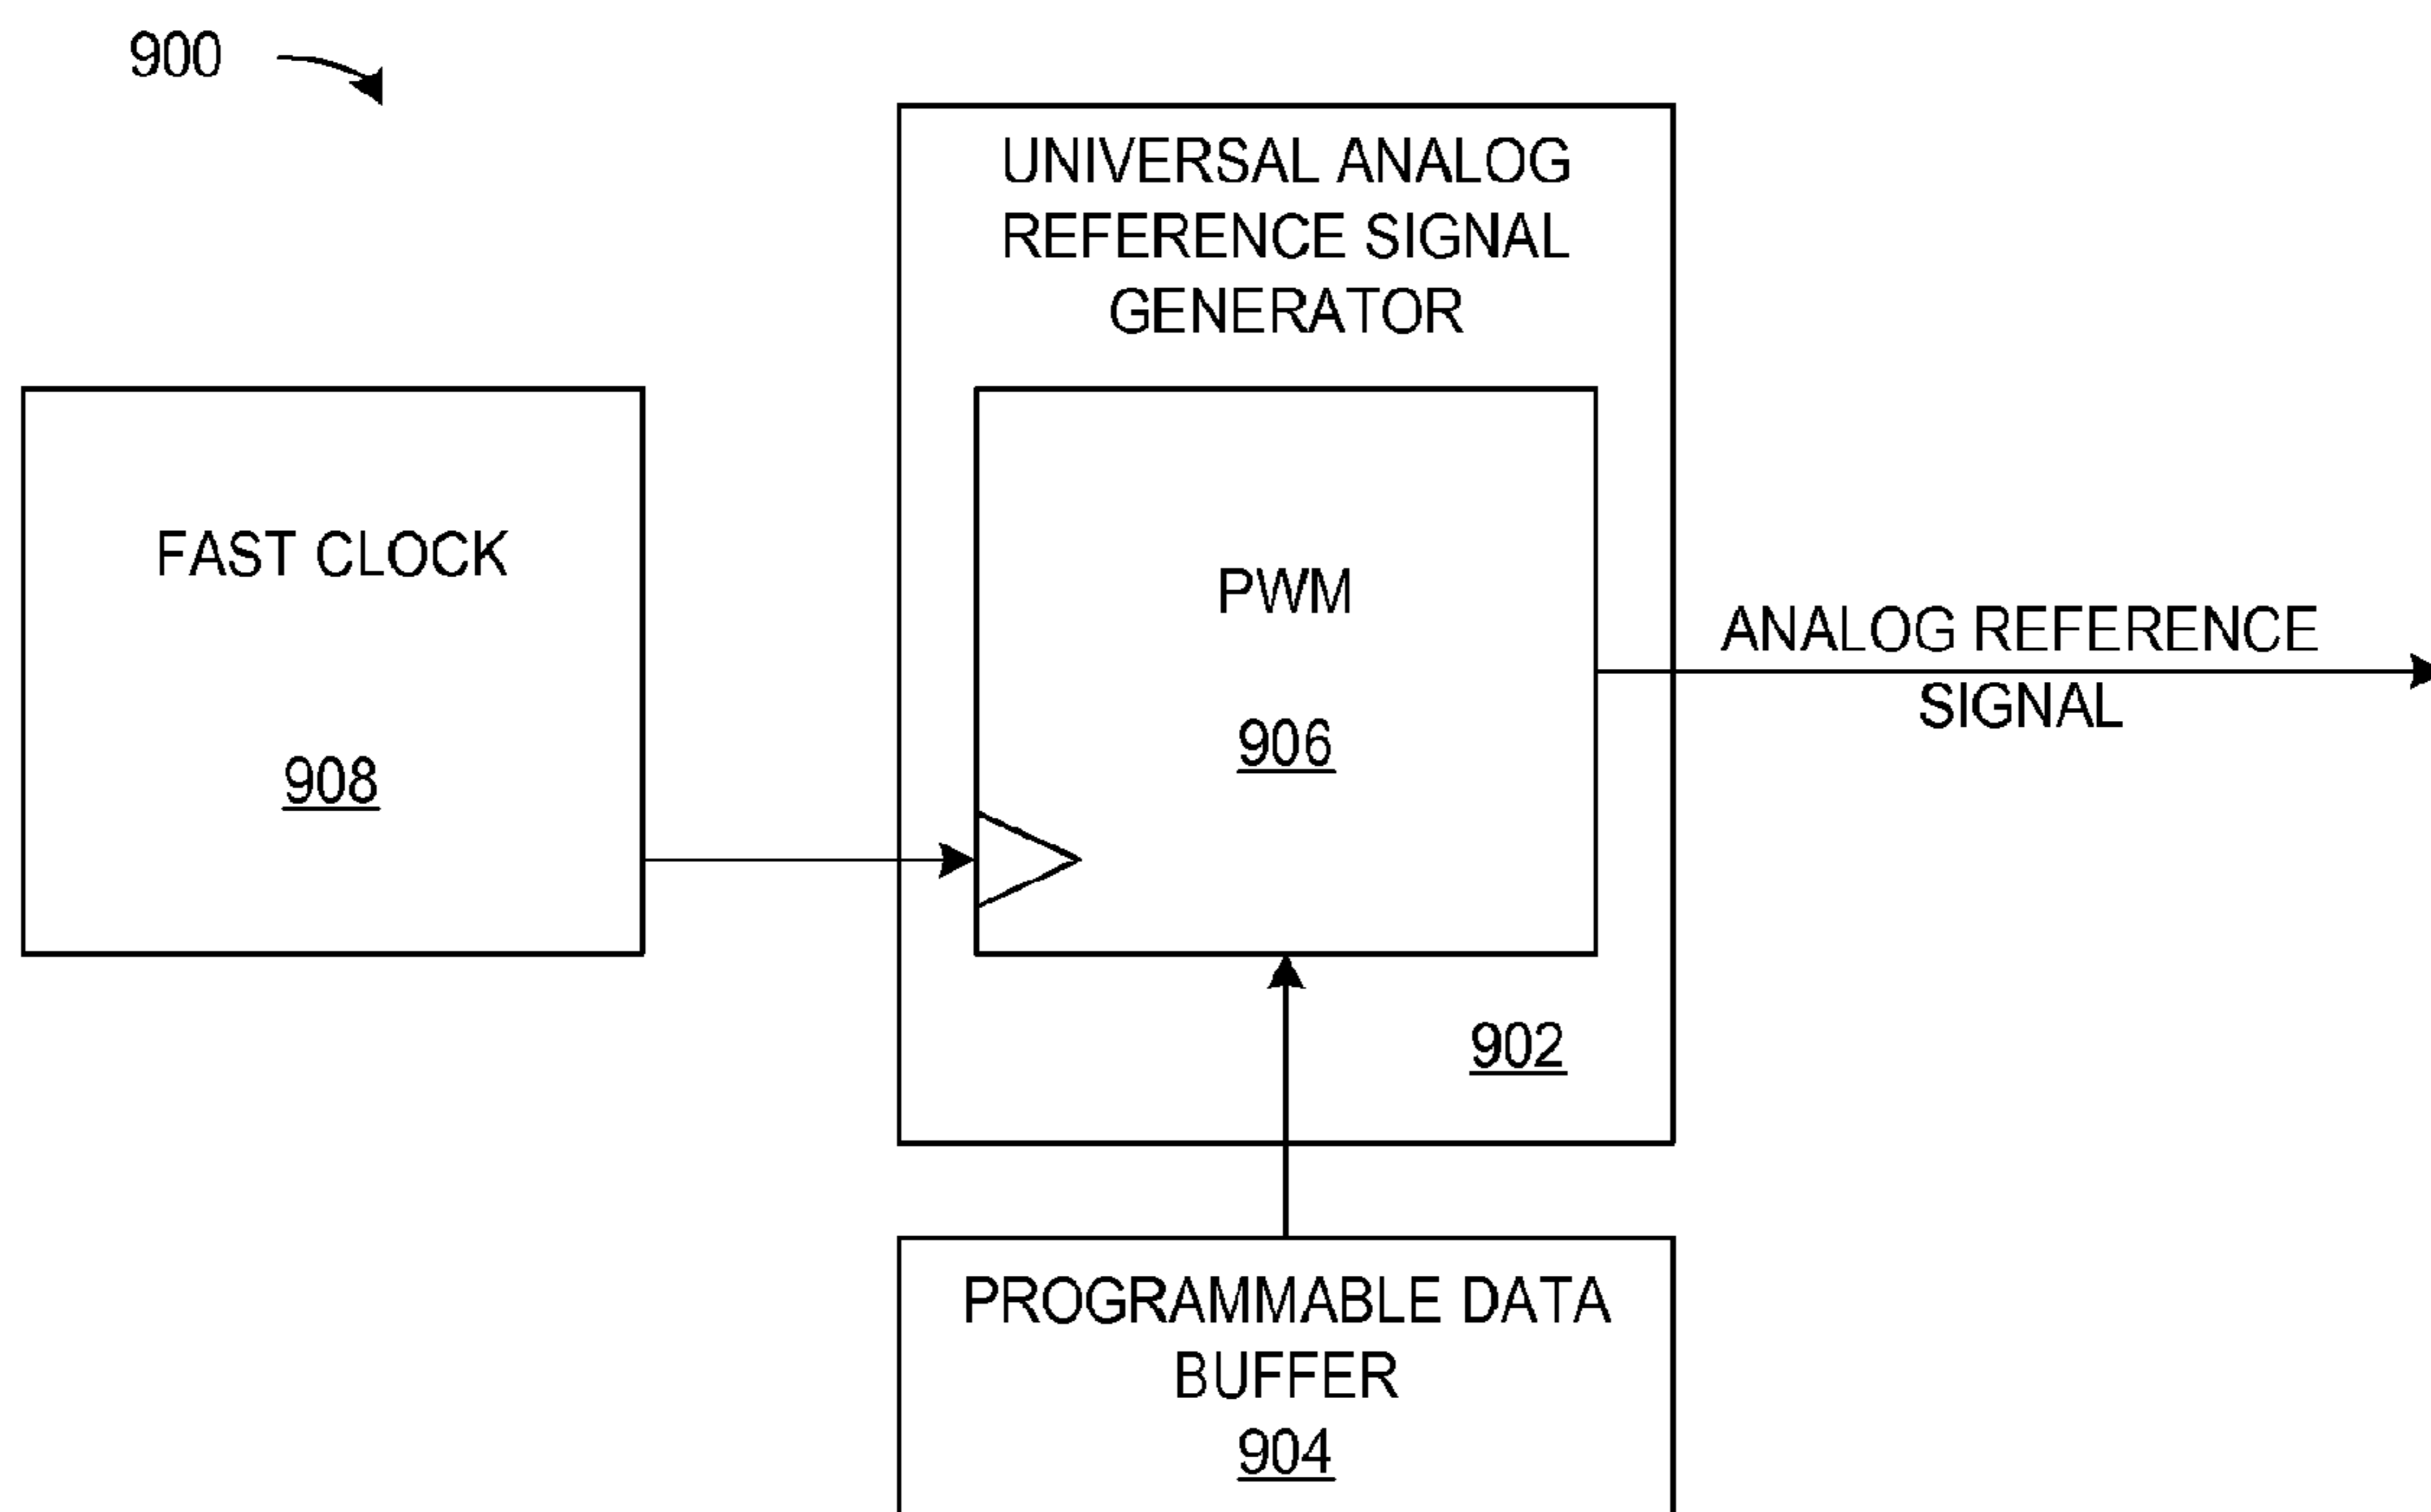 900
UNIVERSAL ANALOG
REFERENCE SIGNAL
GENERATOR
FAST CLOCK
908
PWM
906
ANALOG REFERENCE
SIGNAL
902
PROGRAMMABLE DATA
BUFFER
904